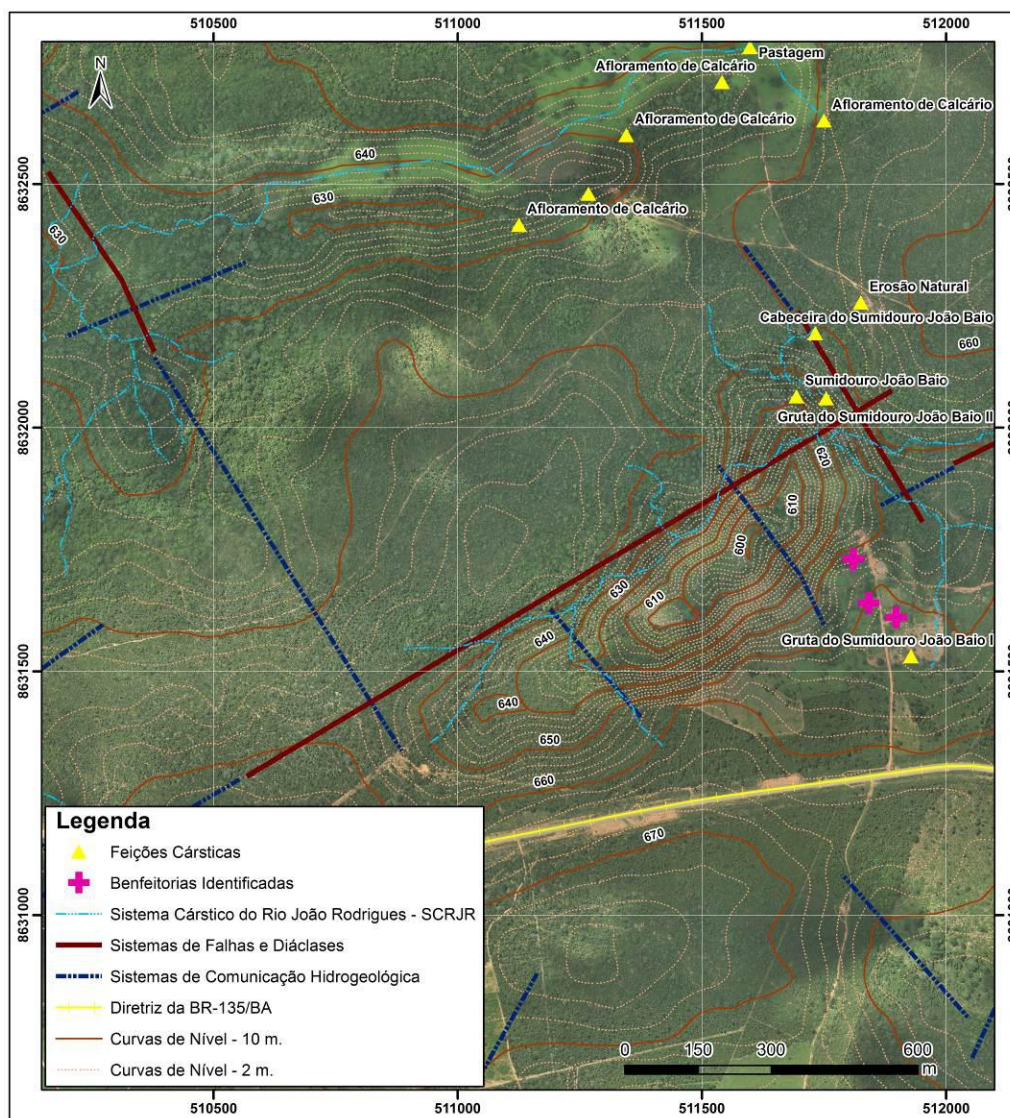 510500
511000
511500
512000
N
Pastagem
Afloramento de Calcário
Afloramento de Calcário
Afloramento de Calcário
640
8632500
630
Afloramento de Calcário
630
Erosão Natural
Cabeceira do Sumidouro João Baio
660
Sumidouro João Baio
Gruta do Sumidouro João Baio II
8632000
620
610
600
630
610
640
Gruta do Sumidouro João Baio I
8631500
640
650
660
670
Legenda
Feições Cársticas
Benfeitorias Identificadas
Sistema Cárstico do Rio João Rodrigues - SCRJR
8631000
Sistemas de Falhas e Diáclases
Sistemas de Comunicação Hidrogeológica
Diretriz da BR-135/BA
Curvas de Nível - 10 m.
Curvas de Nível - 2 m.
0 150 300 600
m
510500
511000
511500
512000